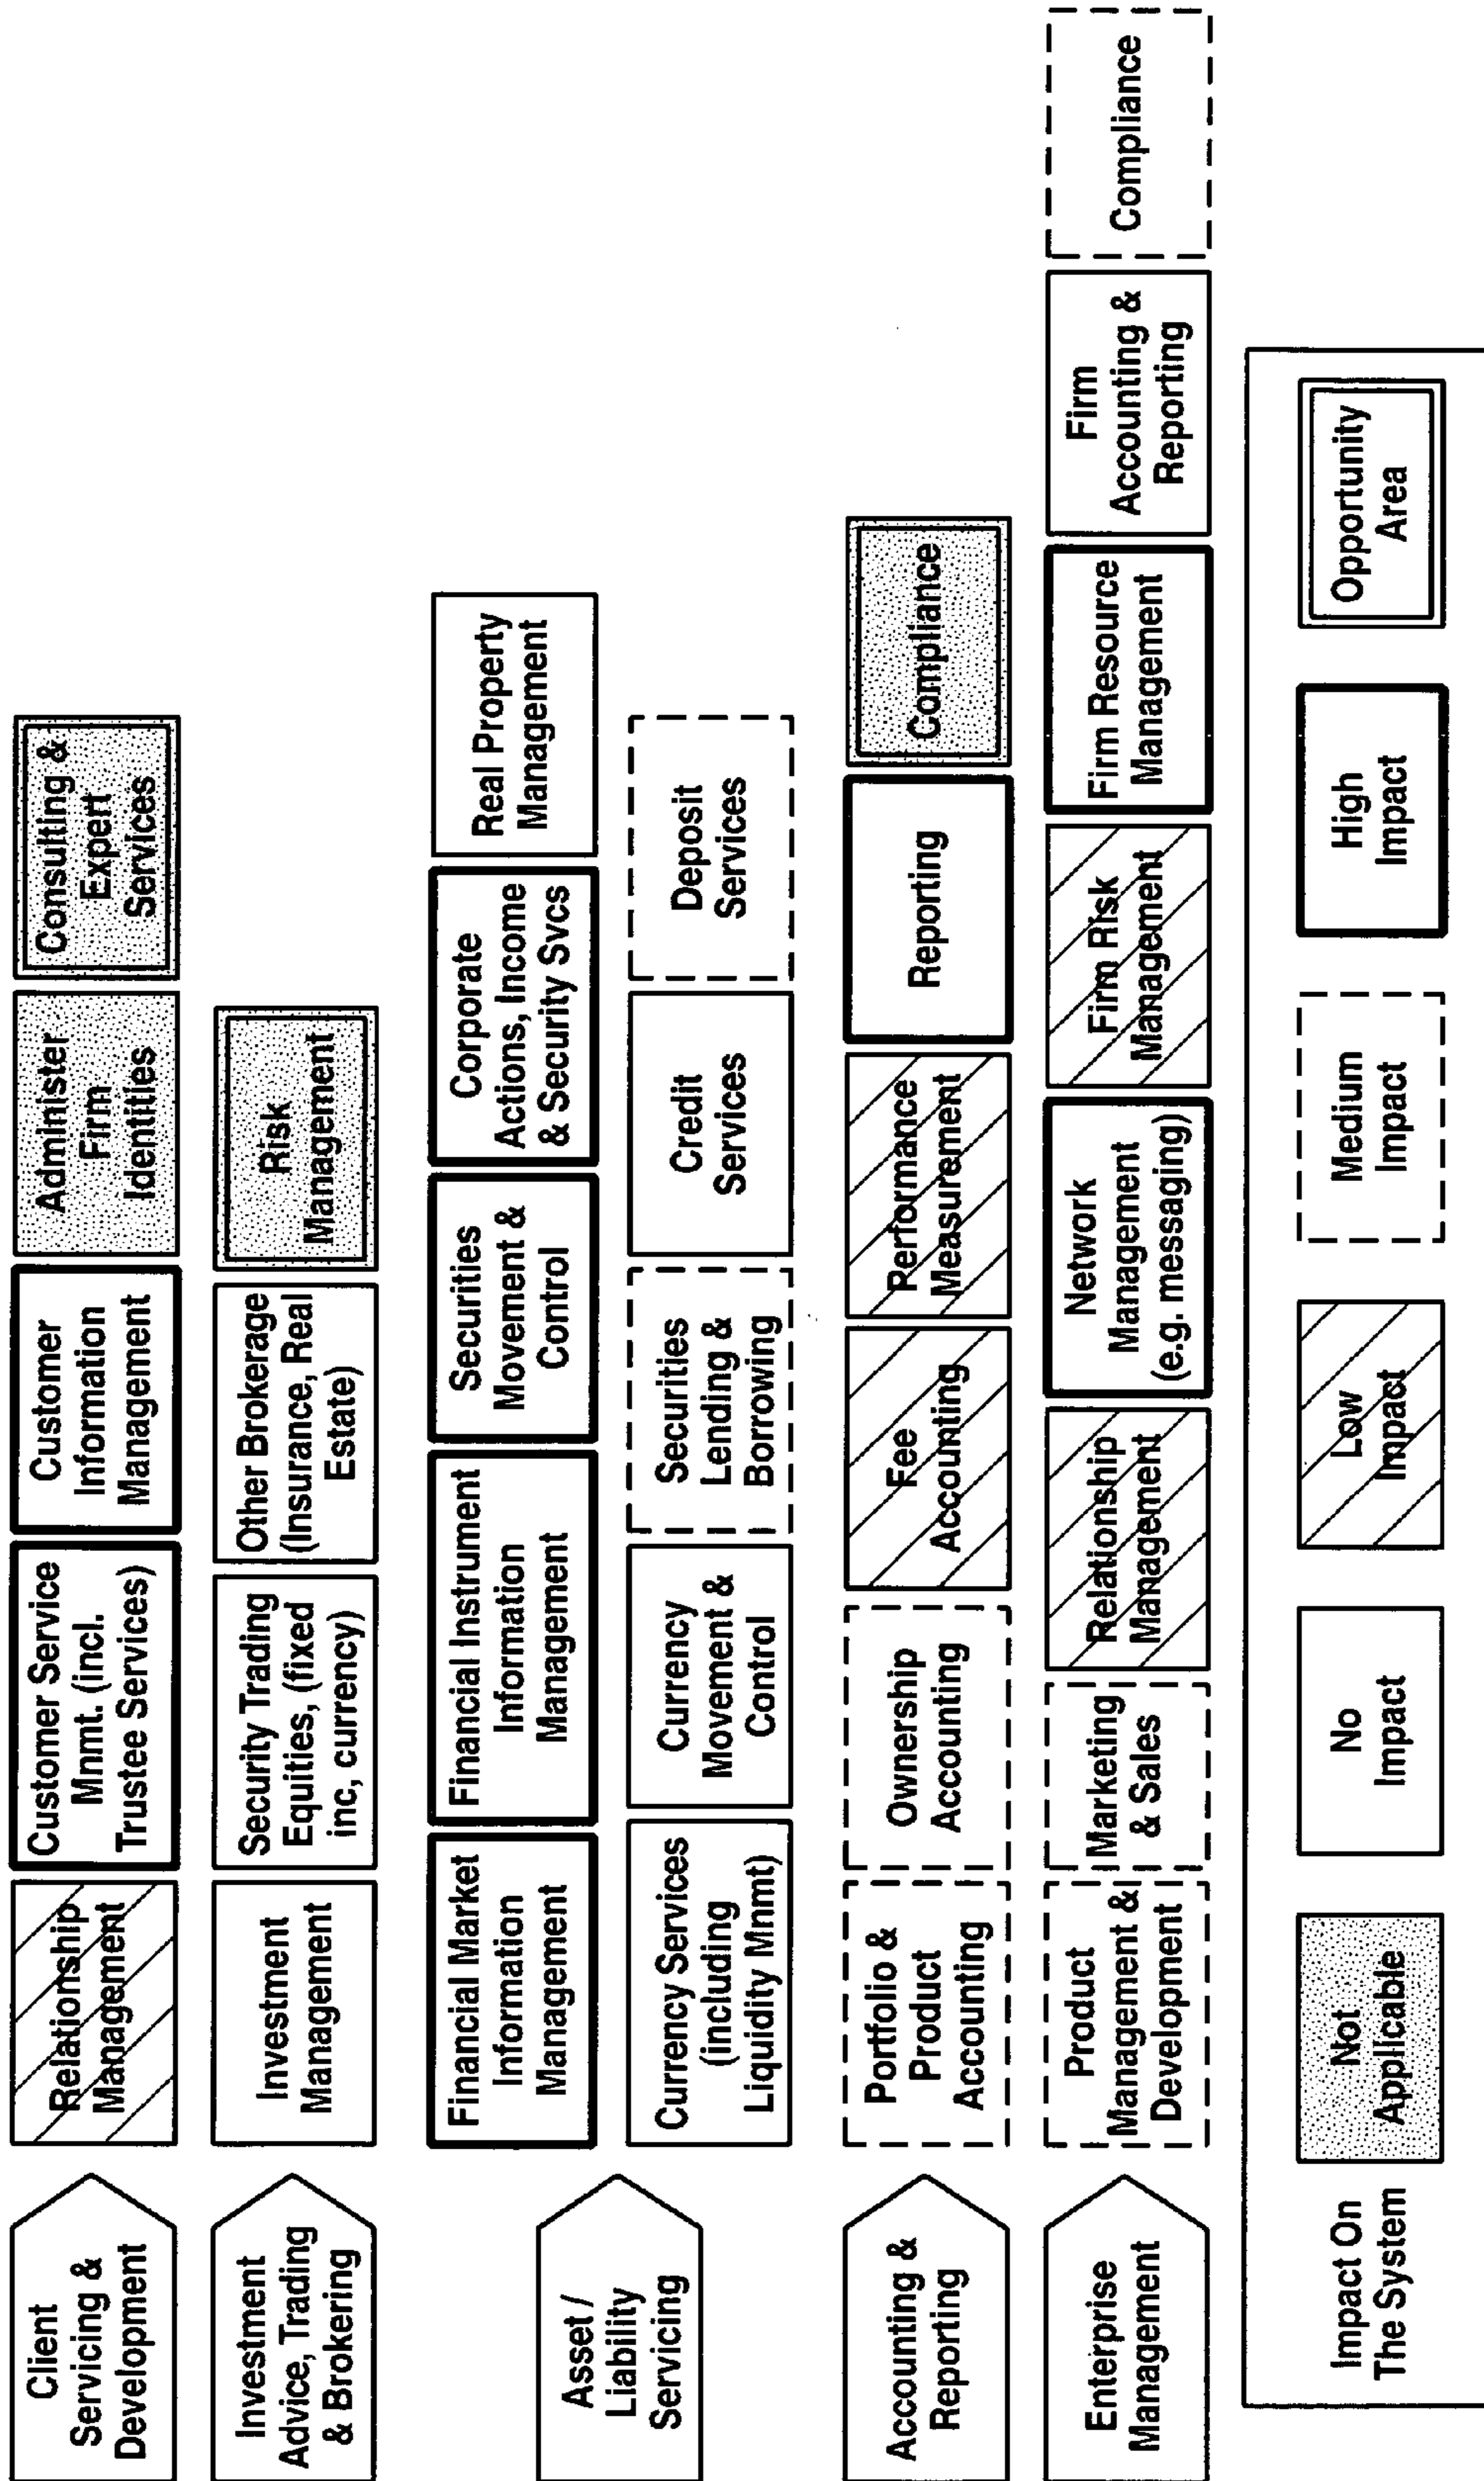 Client
Servicing &
Development
Relationship
Management
Customer Service
Mnmt. (incl.
Trustee Services)
Customer
Information
Management
Administer
Firm
Identities
Consulting &
Expert
Services
Investment
Advice, Trading
& Brokering
Investment
Management
Security Trading
Equities, (fixed
inc, currency)
Other Brokerage
(Insurance, Real
Estate)
Risk
Management
Asset /
Liability
Servicing
Financial Market
Information
Management
Financial Instrument
Information
Management
Securities
Movement &
Control
Corporate
Actions, Income
& Security Svcs
Real Property
Management
Currency Services
(including
Liquidity Mnmt)
Currency
Movement &
Control
Securities
Lending &
Borrowing
Credit
Services
Deposit
Services
Accounting &
Reporting
Portfolio &
Product
Accounting
Ownership
Accounting
Fee
Accounting
Performance
Measurement
Reporting
Compliance
Enterprise
Management
Product
Management &
Development
Marketing
& Sales
Relationship
Management
Network
Management
(e.g. messaging)
Firm Risk
Management
Firm Resource
Management
Firm
Accounting &
Reporting
Compliance
Impact On
The System
Not
Applicable
No
Impact
Low
Impact
Medium
Impact
High
Impact
Opportunity
Area